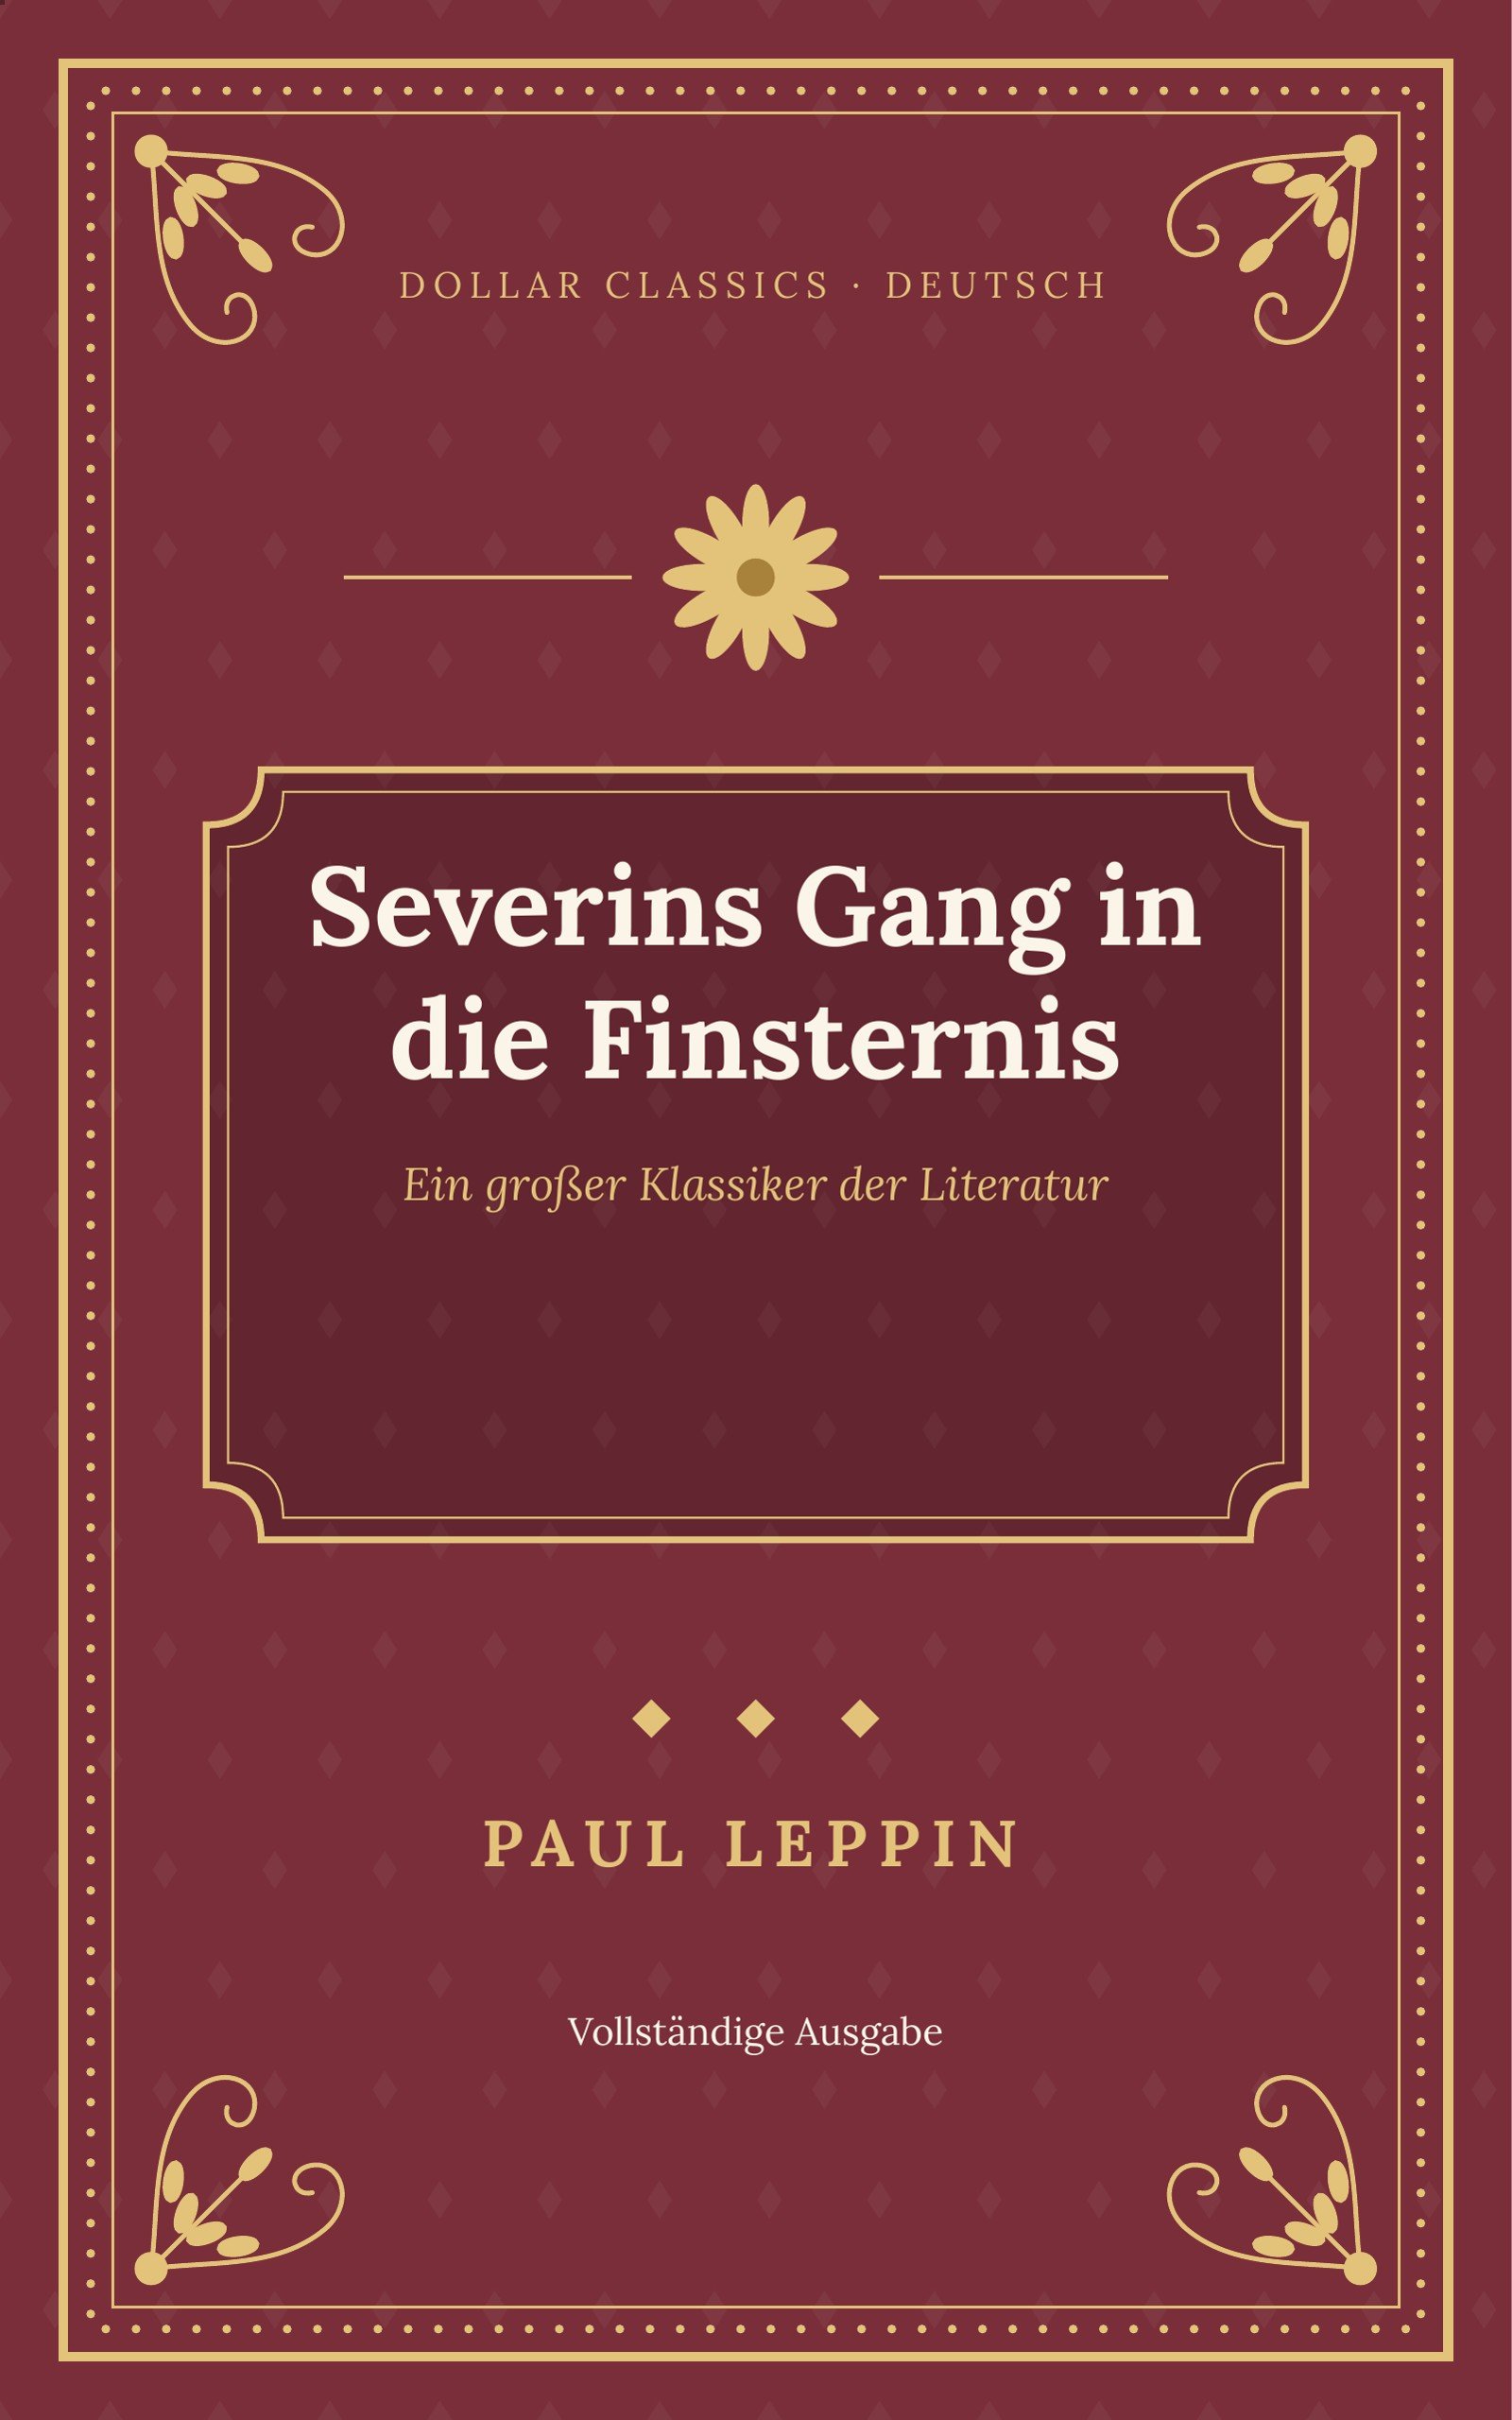 DOLLAR CLASSICS · DEUTSCH
Severins Gang in
die Finsternis
Ein großer Klassiker der Literatur
PAUL LEPPIN
Vollständige Ausgabe